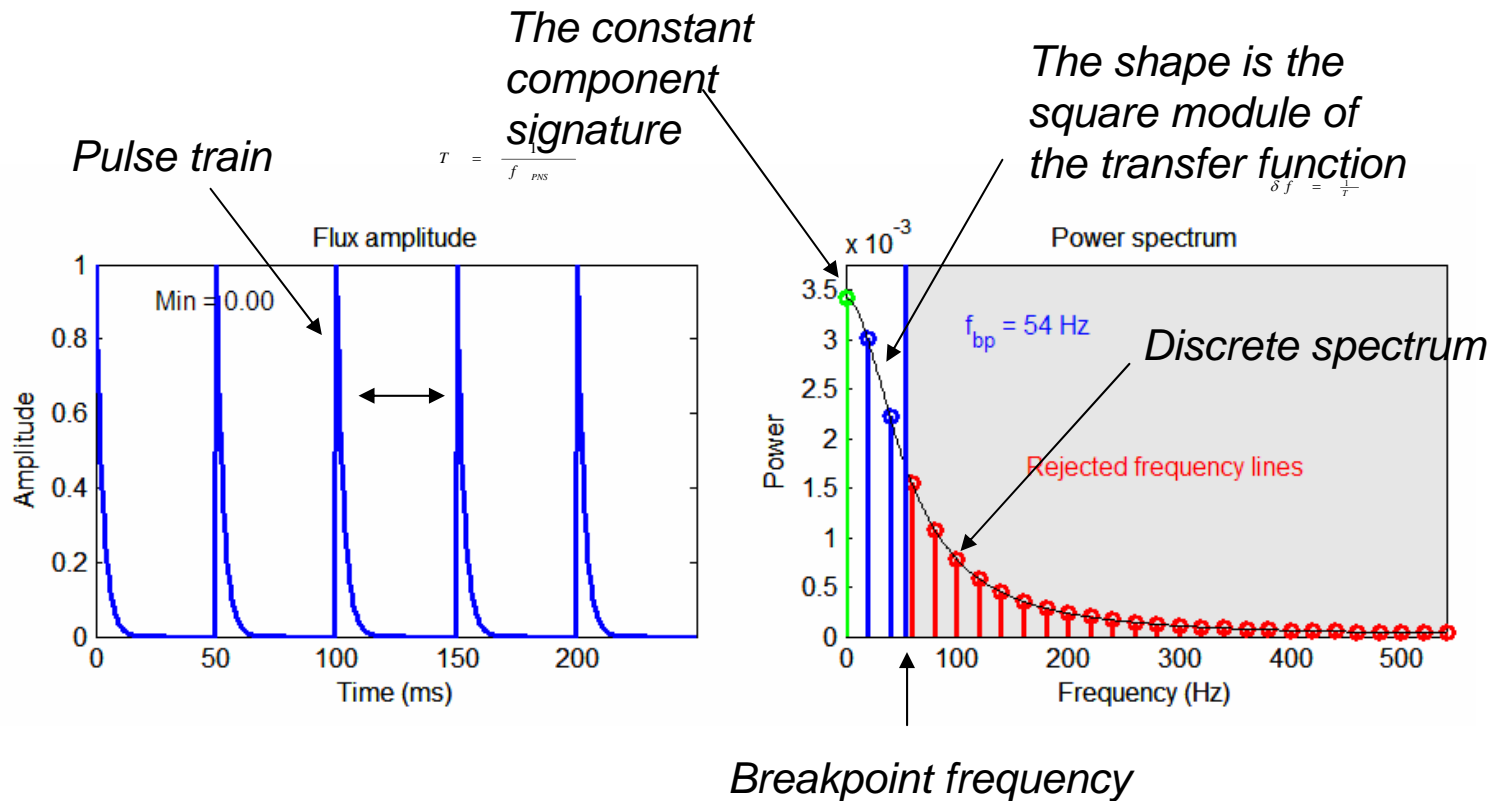 The constant
component
signature
The shape is the
square module of
the transfer function
Pulse train
T = 1 / f PNS
δ f = 1 / T
Flux amplitude
Min = 0.00
Amplitude
1
0.8
0.6
0.4
0.2
0
0 50 100 150 200
Time (ms)
x 10^-3
Power spectrum
f_bp = 54 Hz
Discrete spectrum
Rejected frequency lines
Power
3.5
3
2.5
2
1.5
1
0.5
0
0 100 200 300 400 500
Frequency (Hz)
Breakpoint frequency